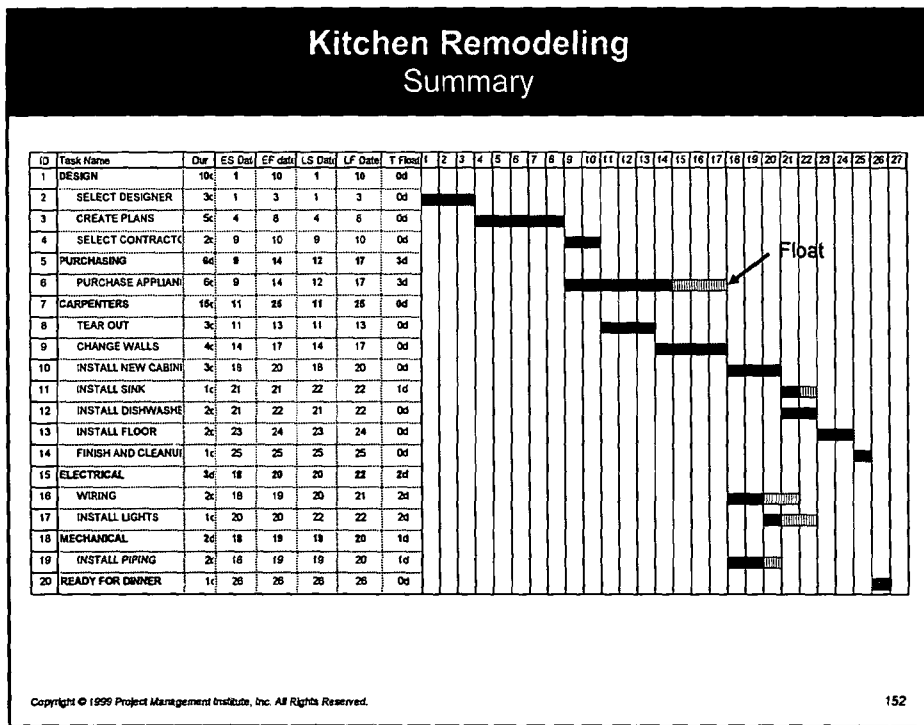 Kitchen Remodeling
Summary
ID Task Name Dur ES Dat EF date LS Date LF Date T Float 1 2 3 4 5 6 7 8 9 10 11 12 13 14 15 16 17 18 19 20 21 22 23 24 25 26 27
1 DESIGN 10d 1 10 1 10 0d
2 SELECT DESIGNER 3d 1 3 1 3 0d
3 CREATE PLANS 5d 4 8 4 8 0d
4 SELECT CONTRACTO 2d 9 10 9 10 0d
Float
5 PURCHASING 6d 9 14 12 17 3d
6 PURCHASE APPLIAN 6d 9 14 12 17 3d
7 CARPENTERS 15d 11 25 11 25 0d
8 TEAR OUT 3d 11 13 11 13 0d
9 CHANGE WALLS 4d 14 17 14 17 0d
10 INSTALL NEW CABIN 3d 18 20 18 20 0d
11 INSTALL SINK 1d 21 21 22 22 1d
12 INSTALL DISHWASHE 2d 21 22 21 22 0d
13 INSTALL FLOOR 2d 23 24 23 24 0d
14 FINISH AND CLEANU 1d 25 25 25 25 0d
15 ELECTRICAL 3d 18 20 20 22 2d
16 WIRING 2d 18 19 20 21 2d
17 INSTALL LIGHTS 1d 20 20 22 22 2d
18 MECHANICAL 2d 18 19 19 20 1d
19 INSTALL PIPING 2d 18 19 19 20 1d
20 READY FOR DINNER 1d 26 26 26 26 0d
Copyright © 1999 Project Management Institute, Inc. All Rights Reserved.
152